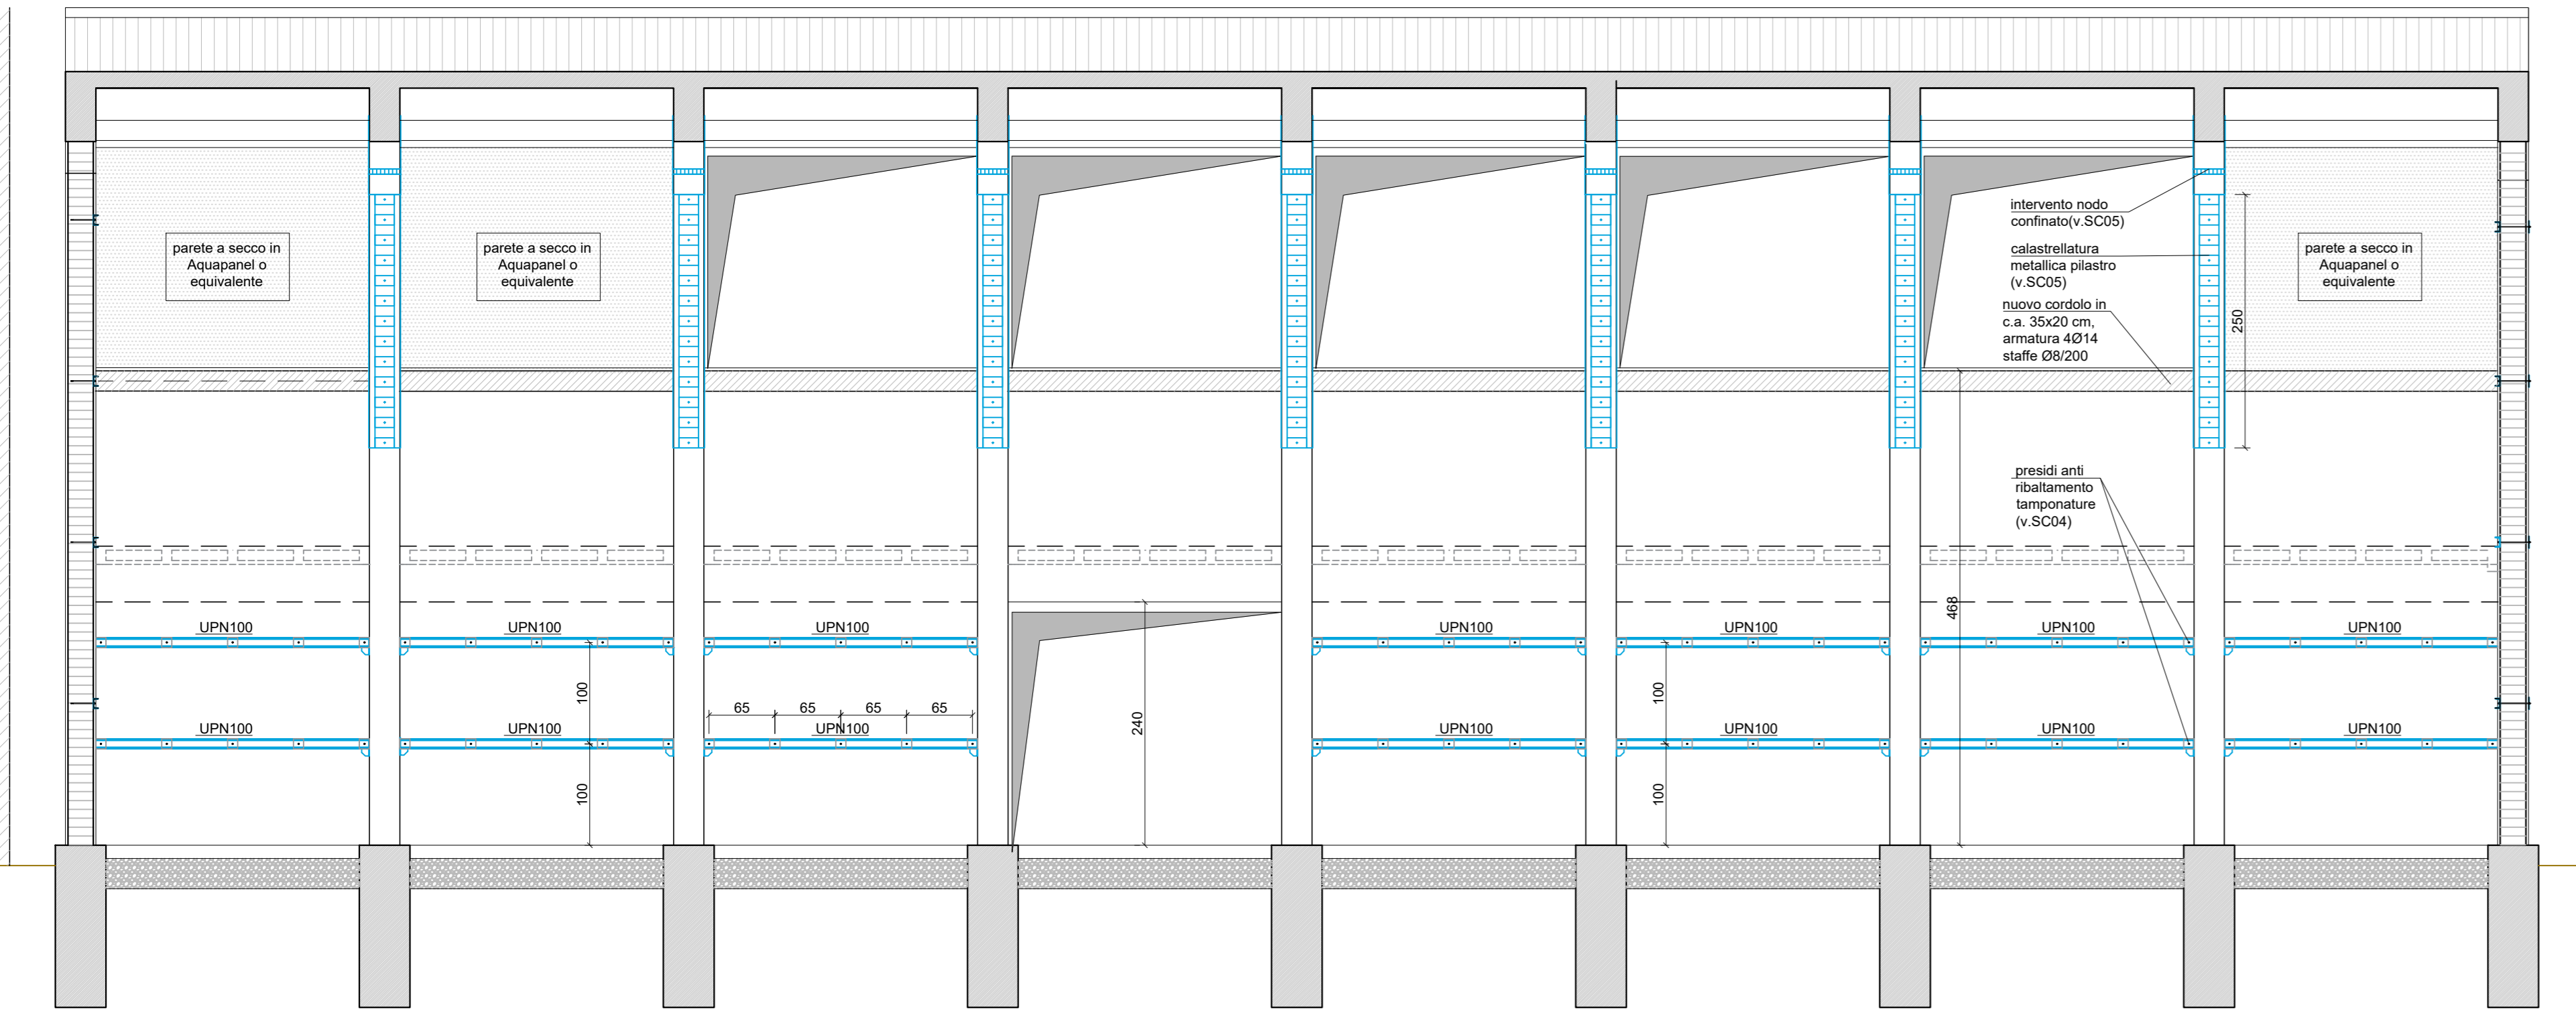 parete a secco in
Aquapanel o
equivalente
parete a secco in
Aquapanel o
equivalente
intervento nodo
confinato(v.SC05)
calastrellatura
metallica pilastro
(v.SC05)
nuovo cordolo in
c.a. 35x20 cm,
armatura 4Ø14
staffe Ø8/200
250
parete a secco in
Aquapanel o
equivalente
presidi anti
ribaltamento
tamponature
(v.SC04)
468
UPN100
UPN100
UPN100
UPN100
UPN100
UPN100
UPN100
100
65
65
65
65
240
100
UPN100
UPN100
UPN100
UPN100
UPN100
UPN100
UPN100
100
100